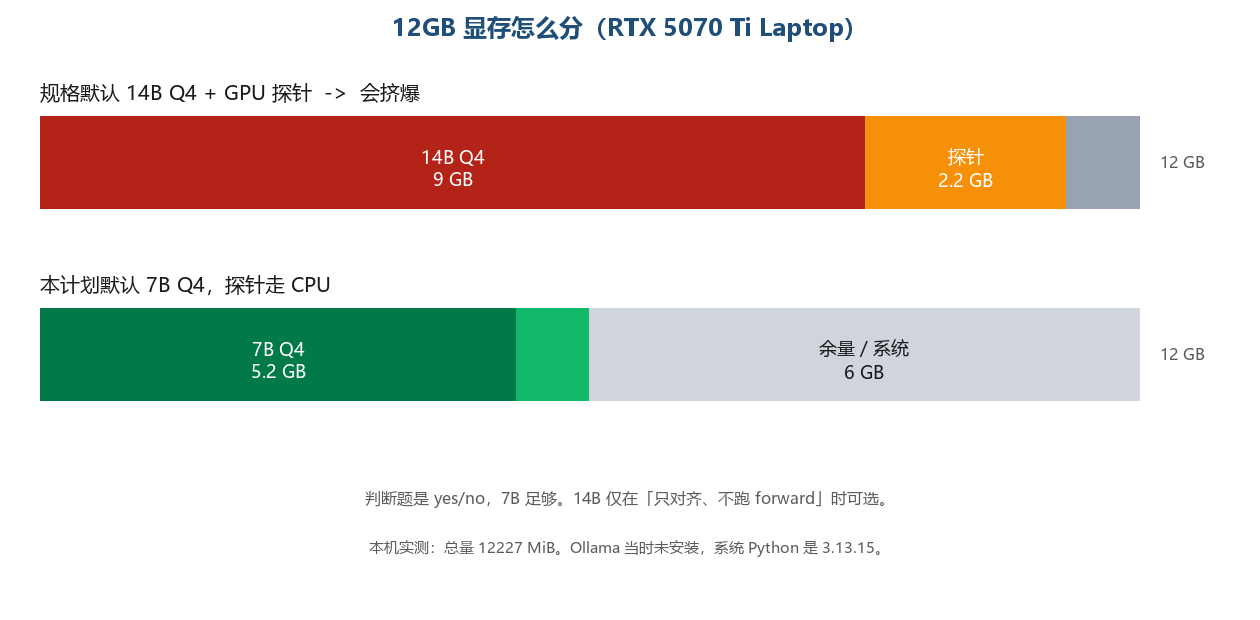 12GB 显存怎么分（RTX 5070 Ti Laptop）
规格默认 14B Q4 + GPU 探针 -> 会挤爆
14B Q4
9 GB
探针
2.2 GB
12 GB
本计划默认 7B Q4，探针走 CPU
7B Q4
5.2 GB
余量 / 系统
6 GB
12 GB
判断题是 yes/no，7B 足够。14B 仅在「只对齐、不跑 forward」时可选。
本机实测：总量 12227 MiB。Ollama 当时未安装，系统 Python 是 3.13.15。